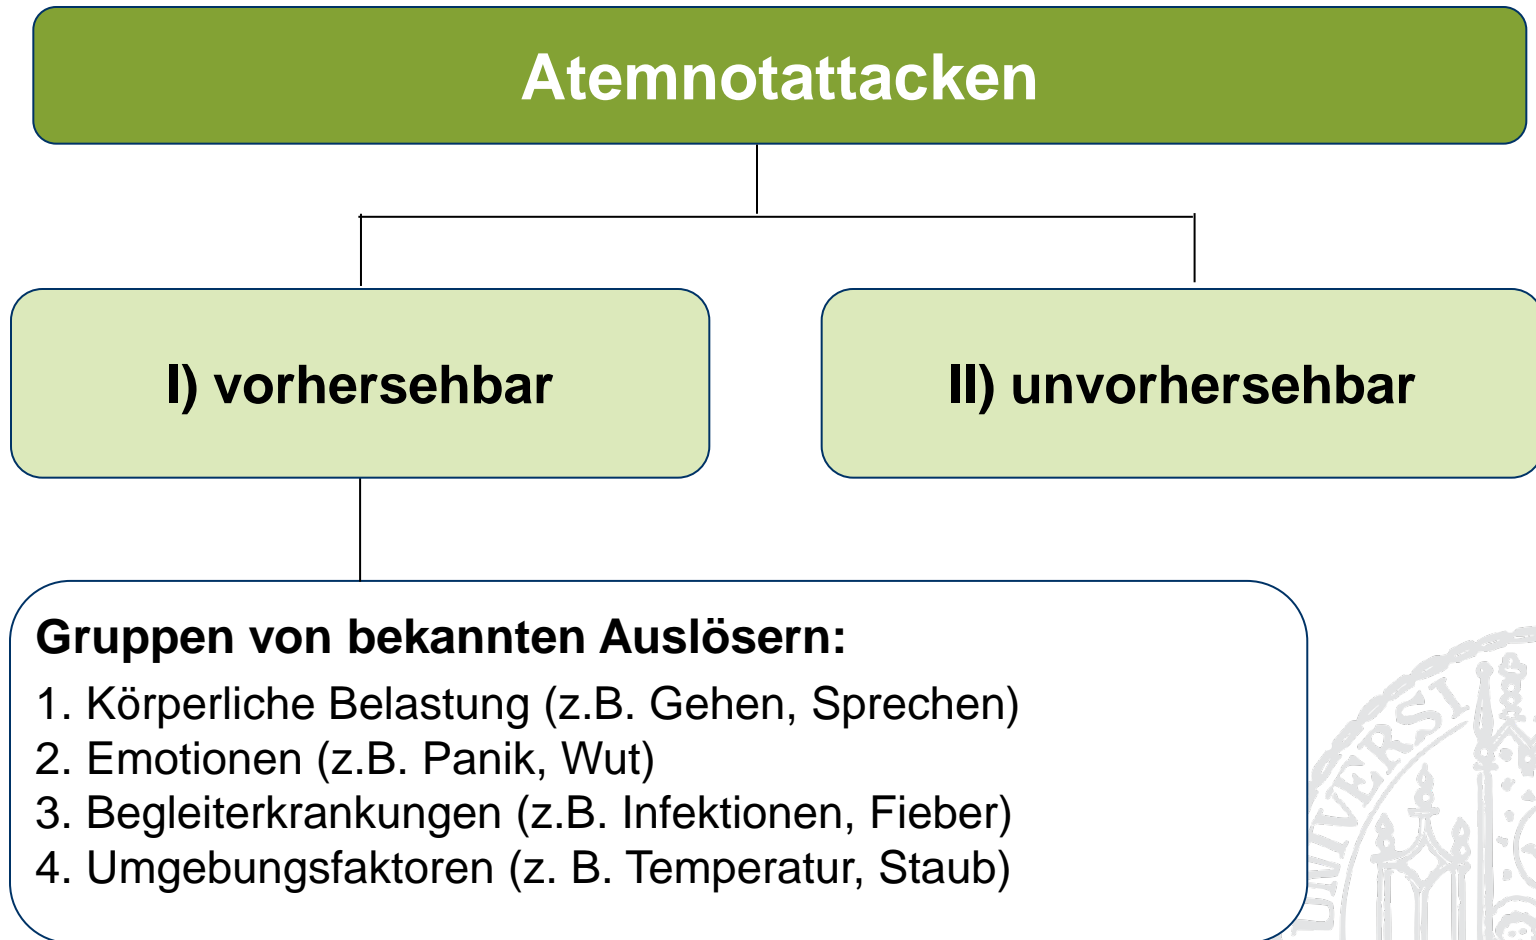 Atemnotattacken
I) vorhersehbar
II) unvorhersehbar
Gruppen von bekannten Auslösern:
1. Körperliche Belastung (z.B. Gehen, Sprechen)
2. Emotionen (z.B. Panik, Wut)
3. Begleiterkrankungen (z.B. Infektionen, Fieber)
4. Umgebungsfaktoren (z. B. Temperatur, Staub)
UNIVERSI